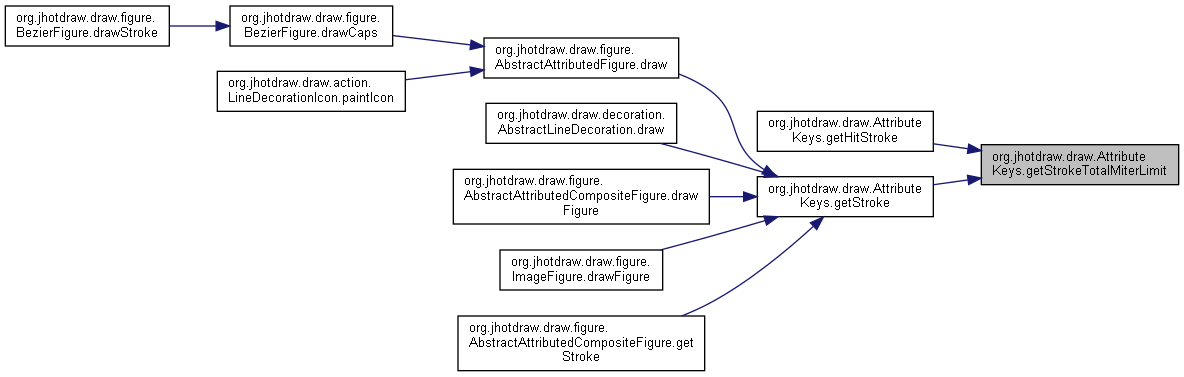 org.jhotdraw.draw.figure.
BezierFigure.drawStroke
org.jhotdraw.draw.figure.
BezierFigure.drawCaps
org.jhotdraw.draw.action.
LineDecorationIcon.paintIcon
org.jhotdraw.draw.figure.
AbstractAttributedFigure.draw
org.jhotdraw.draw.decoration.
AbstractLineDecoration.draw
org.jhotdraw.draw.figure.
AbstractAttributedCompositeFigure.draw
Figure
org.jhotdraw.draw.figure.
ImageFigure.drawFigure
org.jhotdraw.draw.figure.
AbstractAttributedCompositeFigure.get
Stroke
org.jhotdraw.draw.Attribute
Keys.getHitStroke
org.jhotdraw.draw.Attribute
Keys.getStroke
org.jhotdraw.draw.Attribute
Keys.getStrokeTotalMiterLimit